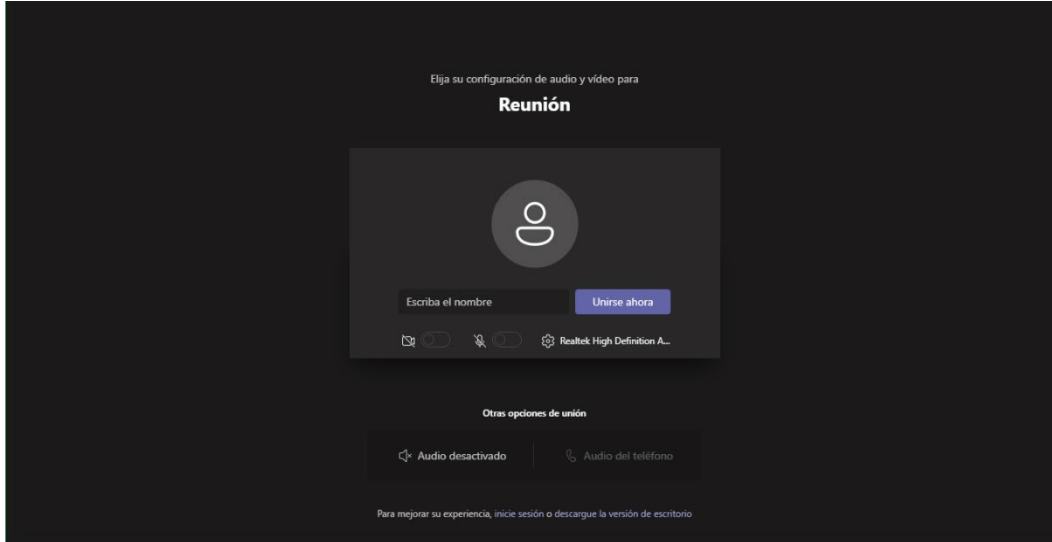 Elija su configuración de audio y vídeo para
Reunión
Escriba el nombre
Unirse ahora
Realtek High Definition A...
Otras opciones de unión
Audio desactivado
Audio del teléfono
Para mejorar su experiencia, inicie sesión o descargue la versión de escritorio